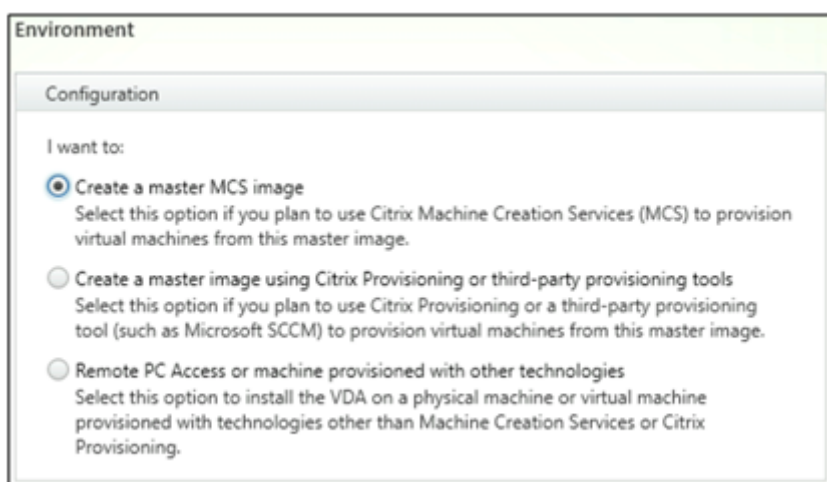 Environment
Configuration
I want to:
Create a master MCS image
Select this option if you plan to use Citrix Machine Creation Services (MCS) to provision
virtual machines from this master image.
Create a master image using Citrix Provisioning or third-party provisioning tools
Select this option if you plan to use Citrix Provisioning or a third-party provisioning
tool (such as Microsoft SCCM) to provision virtual machines from this master image.
Remote PC Access or machine provisioned with other technologies
Select this option to install the VDA on a physical machine or virtual machine
provisioned with technologies other than Machine Creation Services or Citrix
Provisioning.